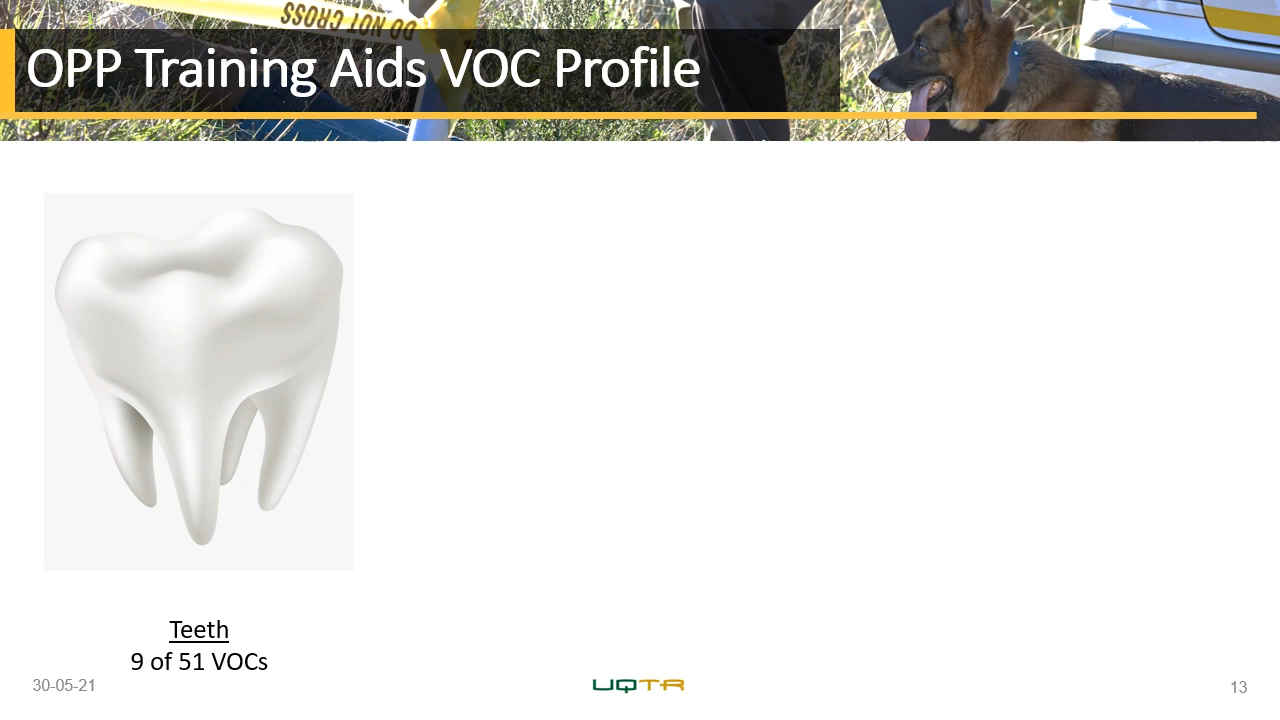 DO NOT CROSS
OPP Training Aids VOC Profile
Teeth
9 of 51 VOCs
30-05-21
UQTR
13